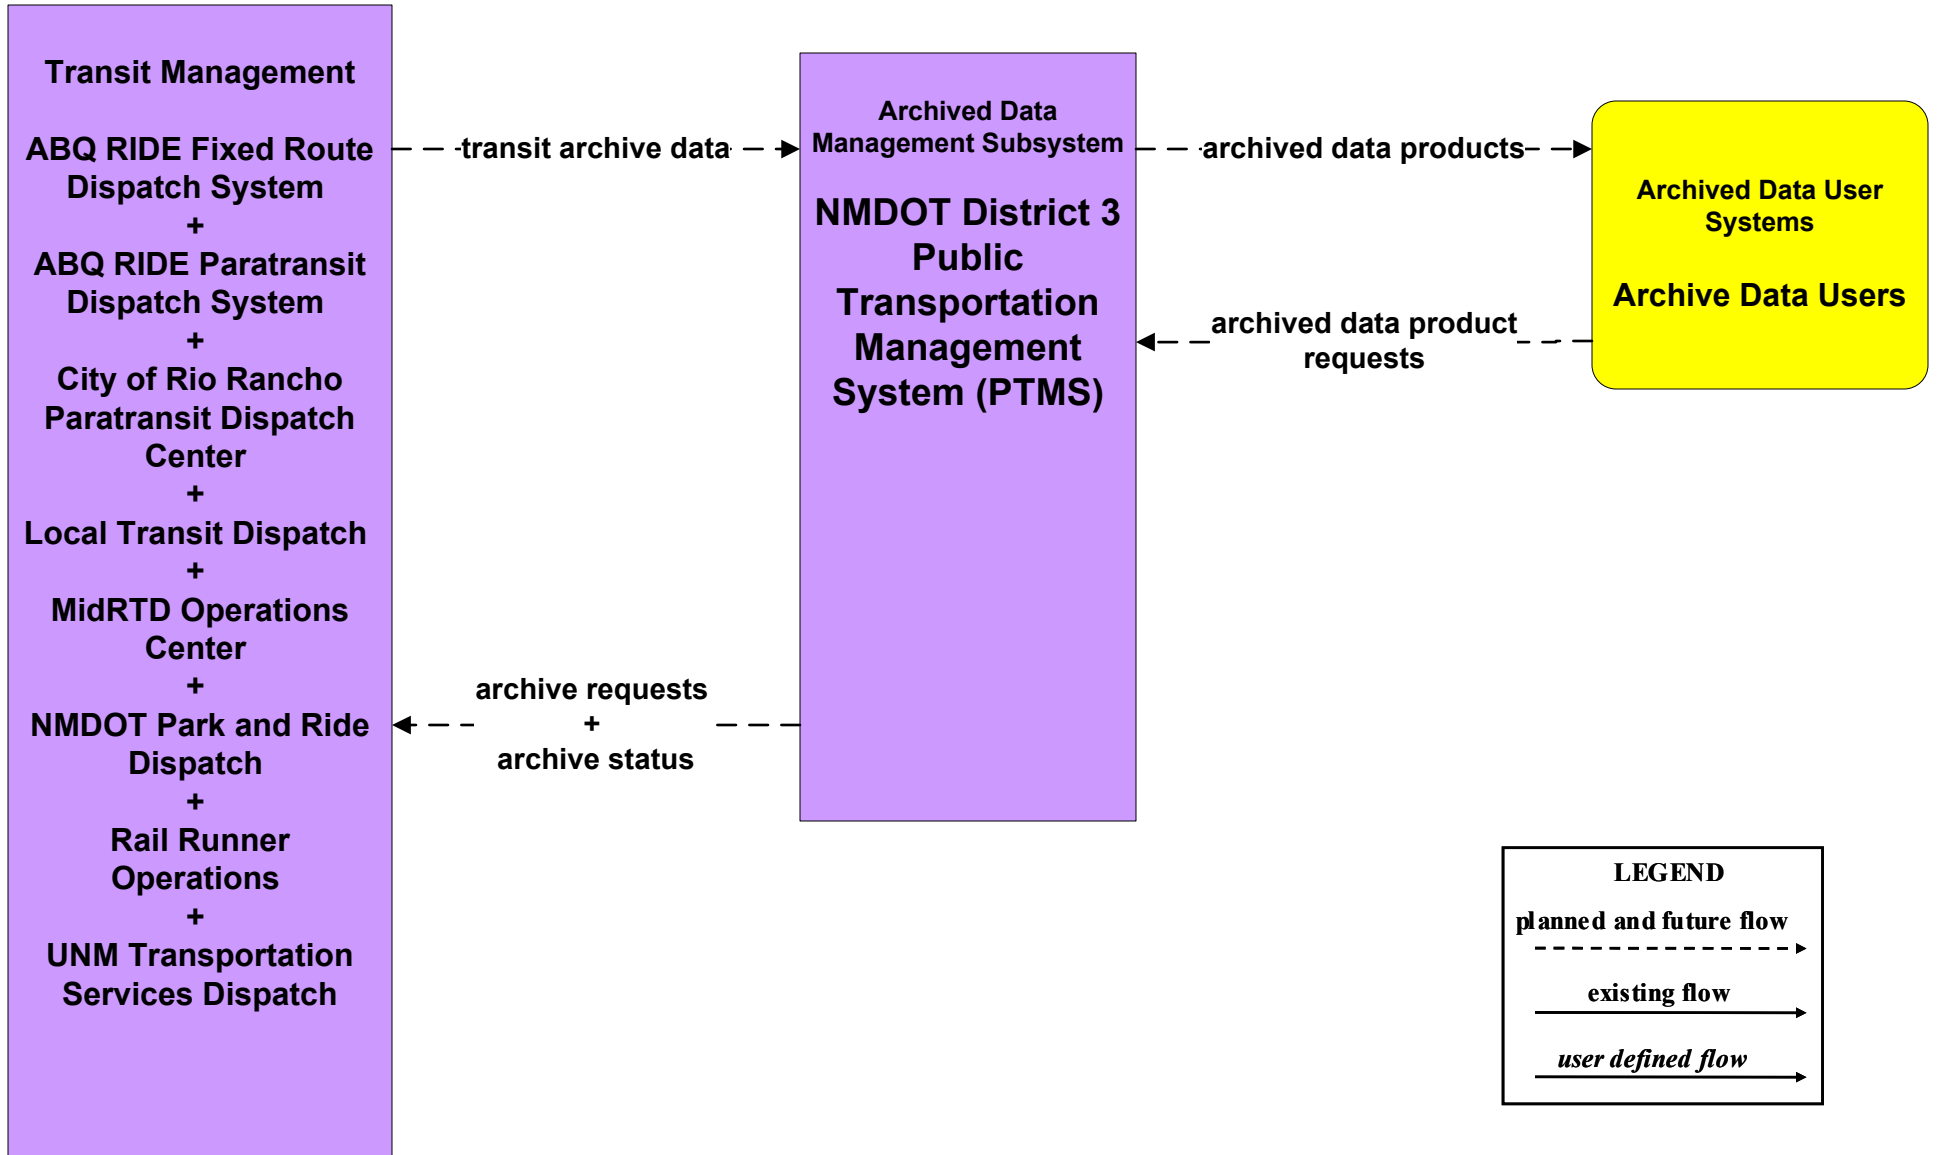 Transit Management
ABQ RIDE Fixed Route
Dispatch System
+
ABQ RIDE Paratransit
Dispatch System
+
City of Rio Rancho
Paratransit Dispatch
Center
+
Local Transit Dispatch
+
MidRTD Operations
Center
+
NMDOT Park and Ride
Dispatch
+
Rail Runner
Operations
+
UNM Transportation
Services Dispatch
transit archive data
archive requests
+
archive status
Archived Data
Management Subsystem
NMDOT District 3
Public
Transportation
Management
System (PTMS)
archived data products
archived data product
requests
Archived Data User
Systems
Archive Data Users
LEGEND
planned and future flow
existing flow
user defined flow